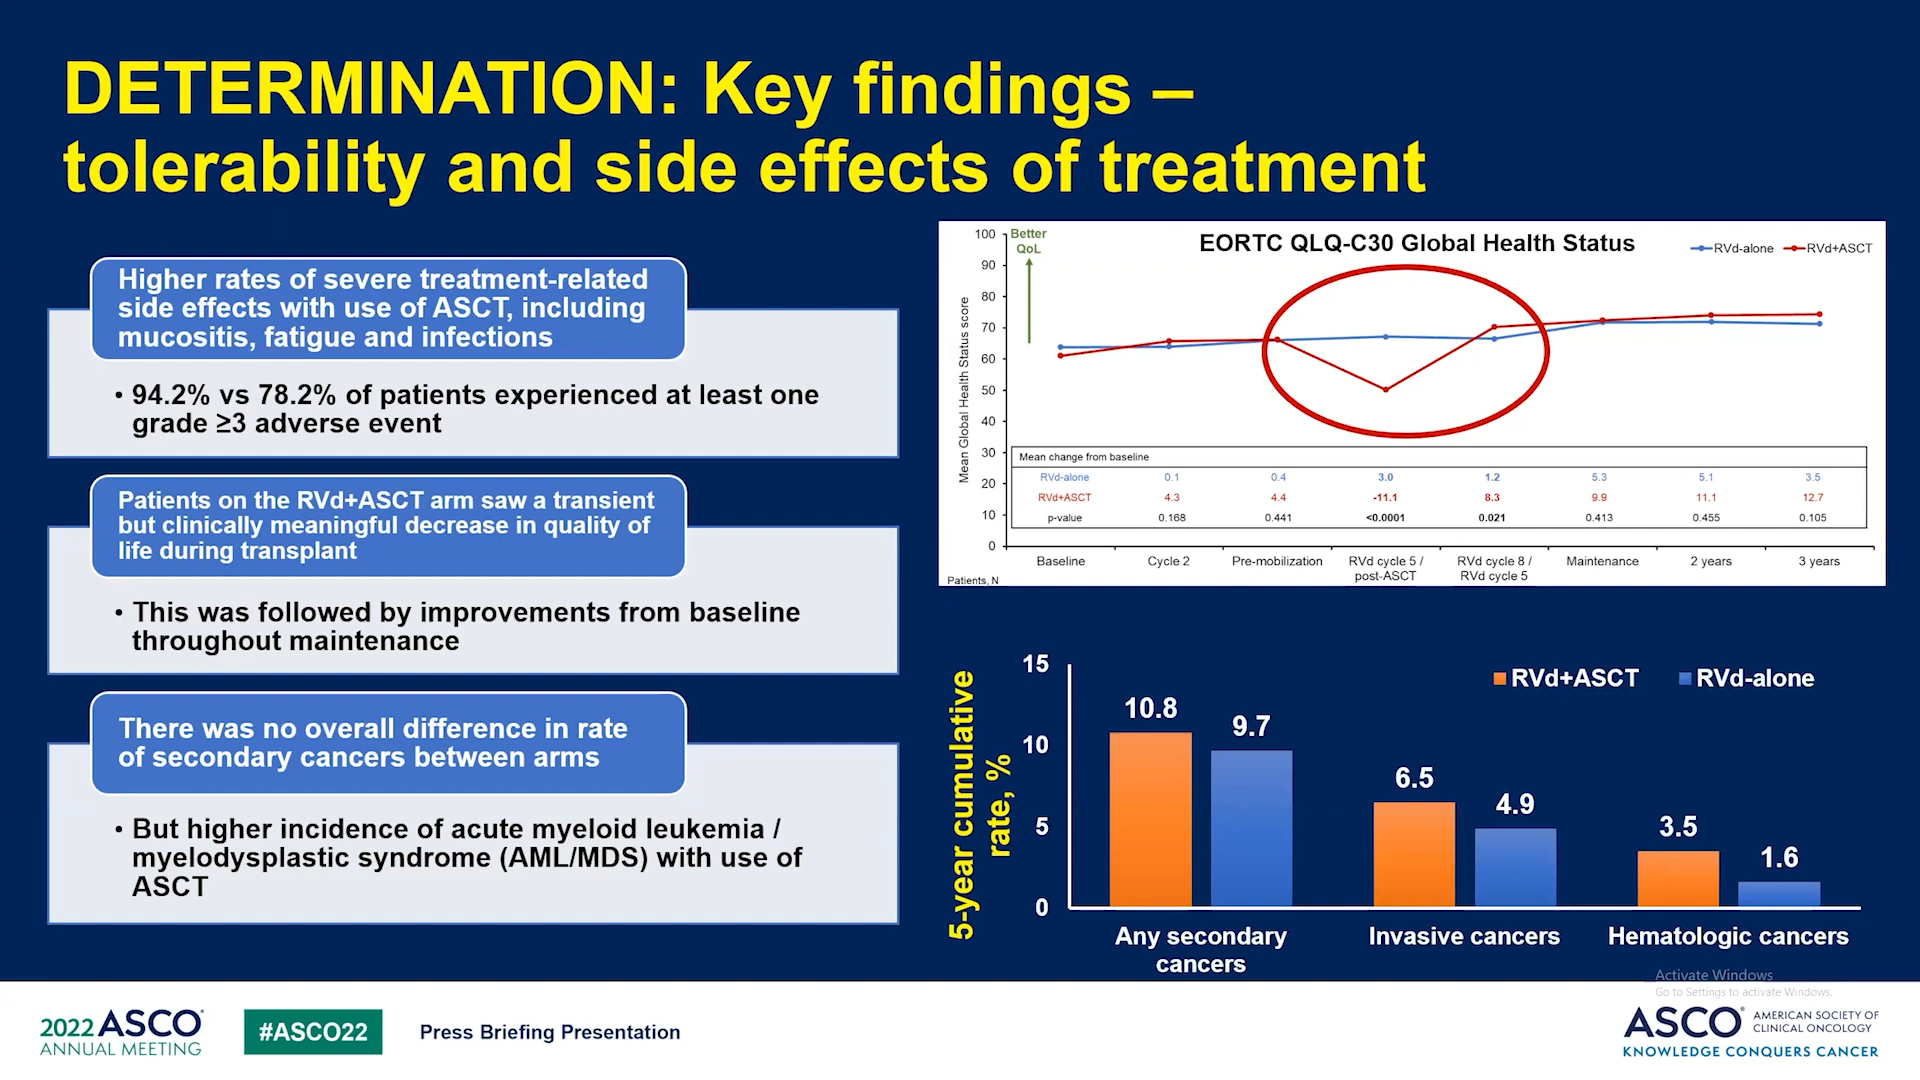 DETERMINATION: Key findings –
tolerability and side effects of treatment
Higher rates of severe treatment-related
side effects with use of ASCT, including
mucositis, fatigue and infections
• 94.2% vs 78.2% of patients experienced at least one
grade ≥3 adverse event
Patients on the RVd+ASCT arm saw a transient
but clinically meaningful decrease in quality of
life during transplant
• This was followed by improvements from baseline
throughout maintenance
There was no overall difference in rate
of secondary cancers between arms
• But higher incidence of acute myeloid leukemia /
myelodysplastic syndrome (AML/MDS) with use of
ASCT
EORTC QLQ-C30 Global Health Status
RVd-alone RVd+ASCT
Better
QoL
Mean Global Health Status score
100
90
80
70
60
50
40
30
20
10
0
Mean change from baseline
RVd-alone 0.1 0.4 3.0 1.2 5.3 5.1 3.5
RVd+ASCT 4.3 4.4 -11.1 8.3 9.9 11.1 12.7
p-value 0.168 0.441 <0.0001 0.021 0.413 0.455 0.105
Baseline Cycle 2 Pre-mobilization RVd cycle 5 / RVd cycle 8 / Maintenance 2 years 3 years
post-ASCT RVd cycle 5
Patients, N
5-year cumulative
rate, %
15
10
5
0
RVd+ASCT RVd-alone
10.8 9.7
6.5 4.9
3.5 1.6
Any secondary Invasive cancers Hematologic cancers
cancers
Activate Windows
Go to Settings to activate Windows.
2022 ASCO
ANNUAL MEETING
#ASCO22
Press Briefing Presentation
ASCO AMERICAN SOCIETY OF
CLINICAL ONCOLOGY
KNOWLEDGE CONQUERS CANCER